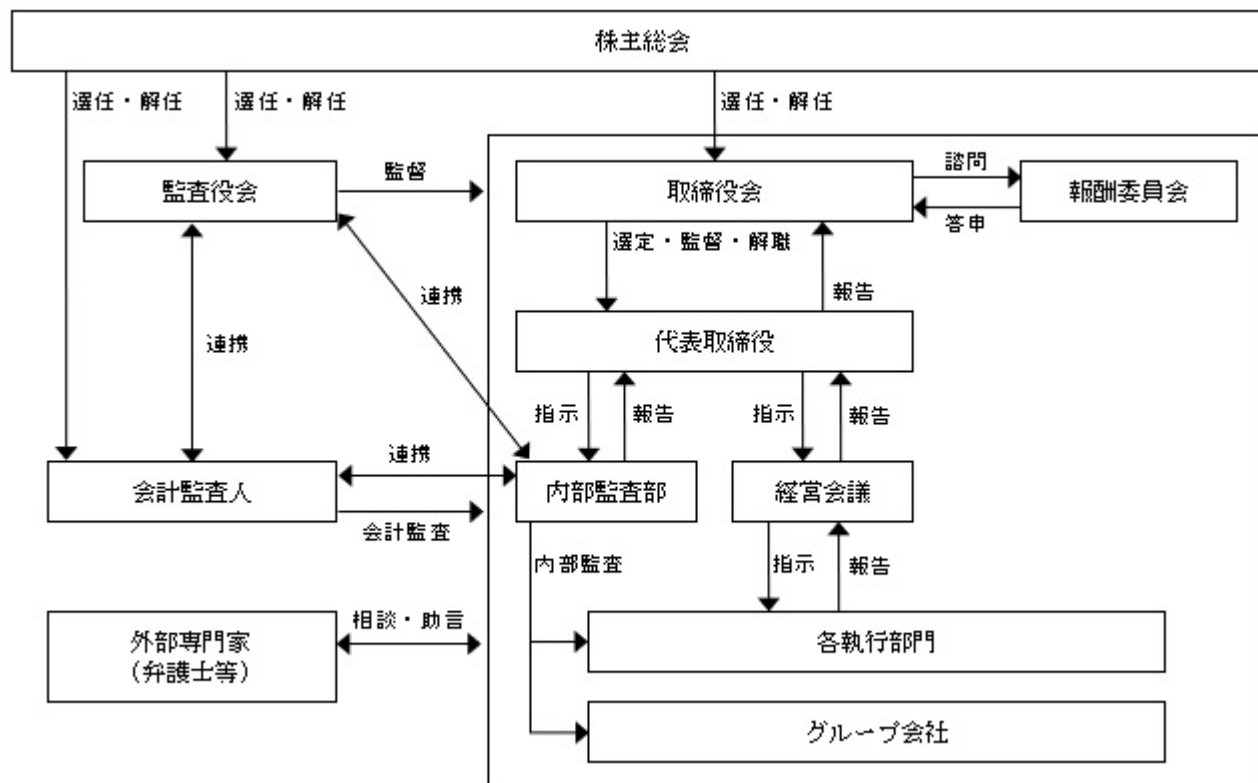 株主総会
選任・解任
選任・解任
選任・解任
監査役会
監督
取締役会
諮問
答申
報酬委員会
選定・監督・解職
報告
連携
連携
代表取締役
指示
報告
指示
報告
会計監査人
連携
会計監査
内部監査部
経営会議
内部監査
指示
報告
外部専門家
(弁護士等)
相談・助言
各執行部門
グループ会社